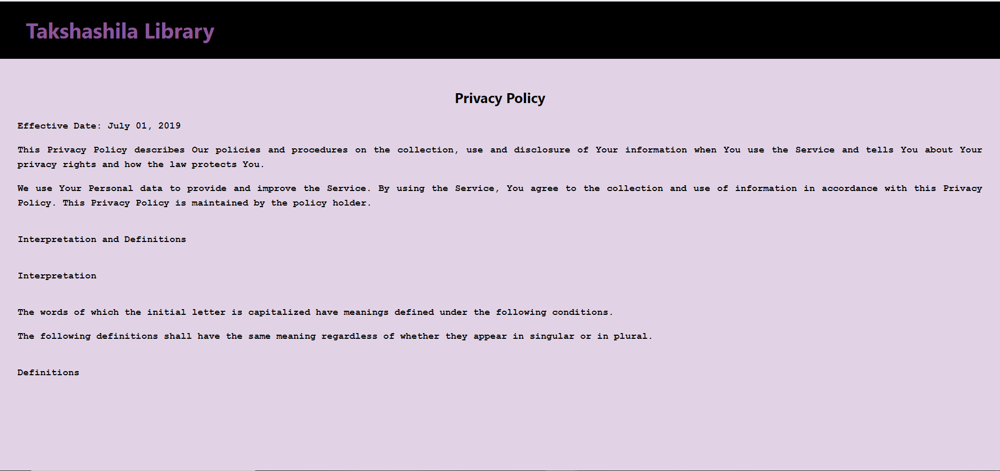 Takshashila Library
Privacy Policy
Effective Date: July 01, 2019
This Privacy Policy describes Our policies and procedures on the collection, use and disclosure of Your information when You use the Service and tells You about Your
privacy rights and how the law protects You.
We use Your Personal data to provide and improve the Service. By using the Service, You agree to the collection and use of information in accordance with this Privacy
Policy. This Privacy Policy is maintained by the policy holder.
Interpretation and Definitions
Interpretation
The words of which the initial letter is capitalized have meanings defined under the following conditions.
The following definitions shall have the same meaning regardless of whether they appear in singular or in plural.
Definitions